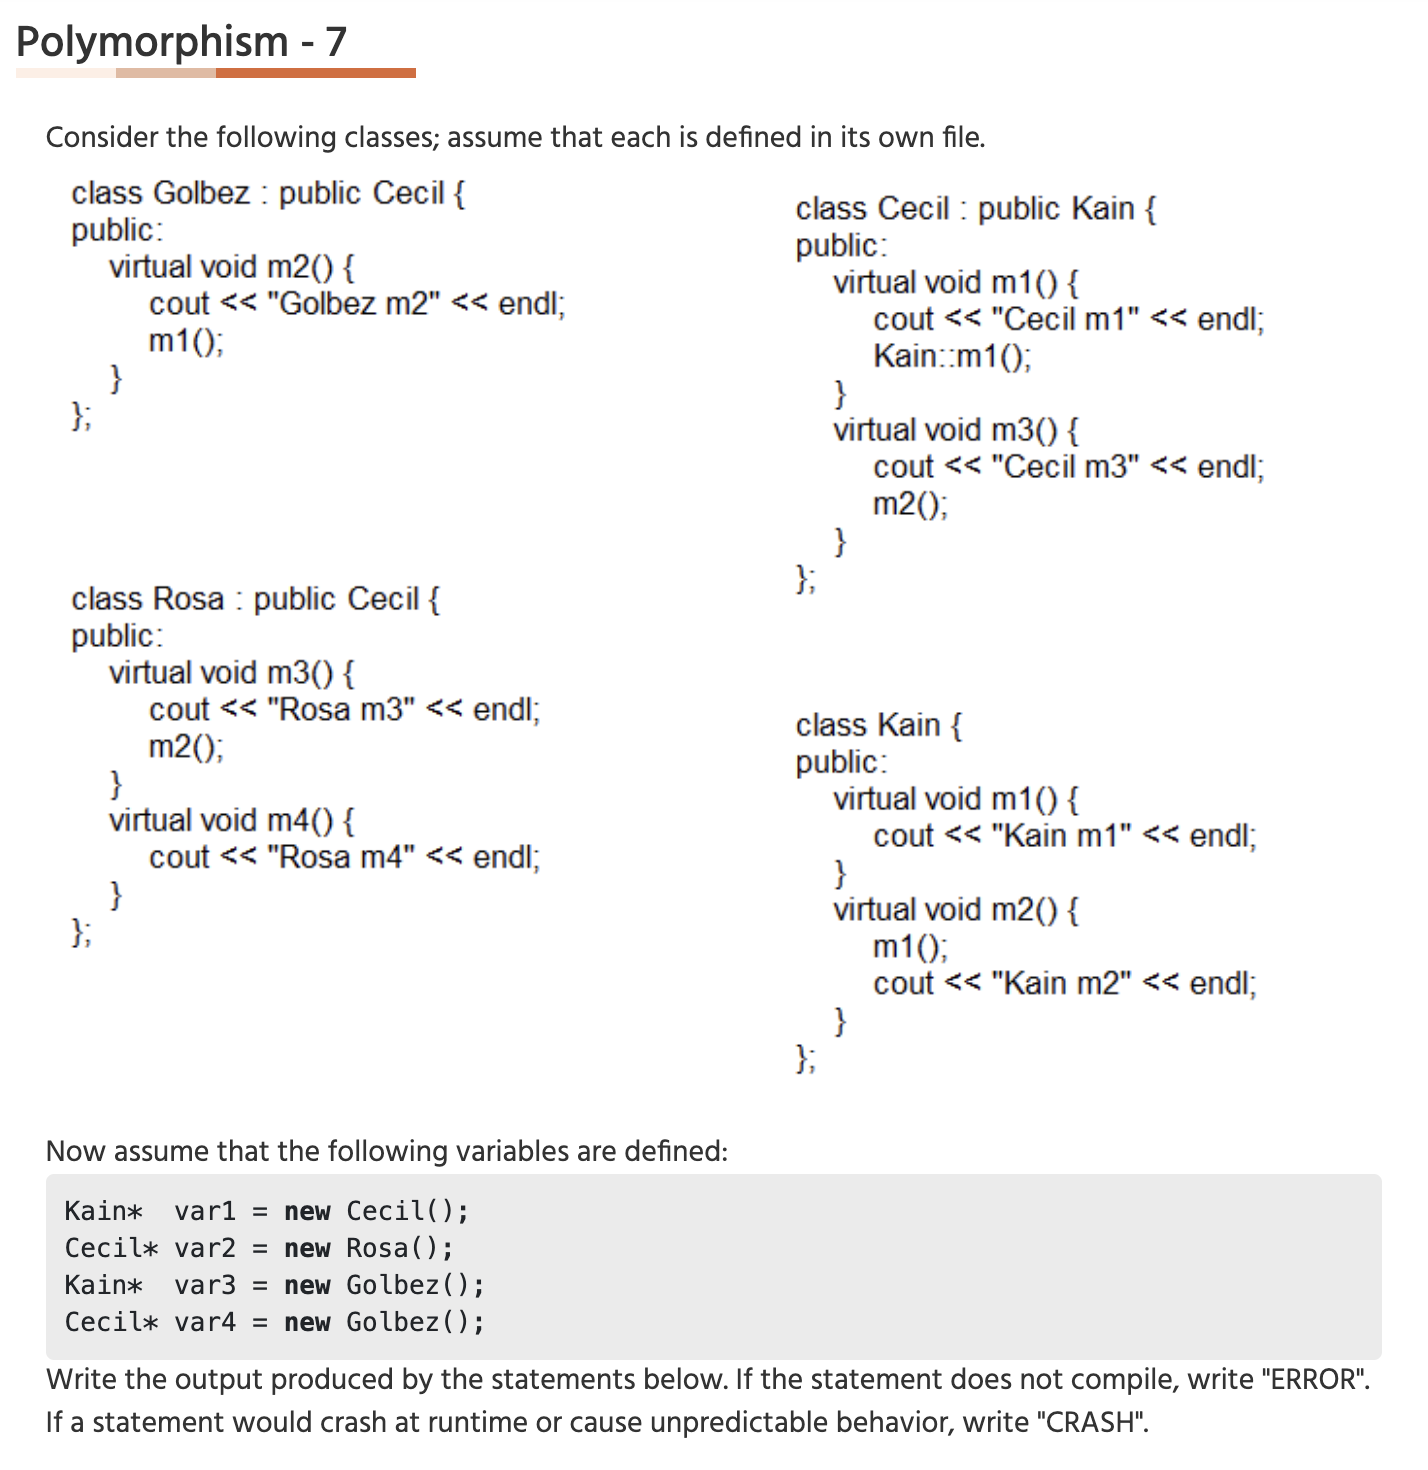 Polymorphism - 7
Consider the following classes; assume that each is defined in its own file.
class Golbez : public Cecil {
public:
virtual void m2() {
cout << "Golbez m2" << endl;
m1();
}
};
class Rosa : public Cecil {
public:
virtual void m3() {
cout << "Rosa m3" << endl;
m2();
}
virtual void m4() {
cout << "Rosa m4" << endl;
}
};
class Cecil : public Kain {
public:
virtual void m1() {
cout << "Cecil m1" << endl;
Kain::m1();
}
virtual void m3() {
cout << "Cecil m3" << endl;
m2();
}
};
class Kain {
public:
virtual void m1() {
cout << "Kain m1" << endl;
}
virtual void m2() {
m1();
cout << "Kain m2" << endl;
}
};
Now assume that the following variables are defined:
Kain*  var1 = new Cecil();
Cecil* var2 = new Rosa();
Kain*  var3 = new Golbez();
Cecil* var4 = new Golbez();
Write the output produced by the statements below. If the statement does not compile, write "ERROR".
If a statement would crash at runtime or cause unpredictable behavior, write "CRASH".